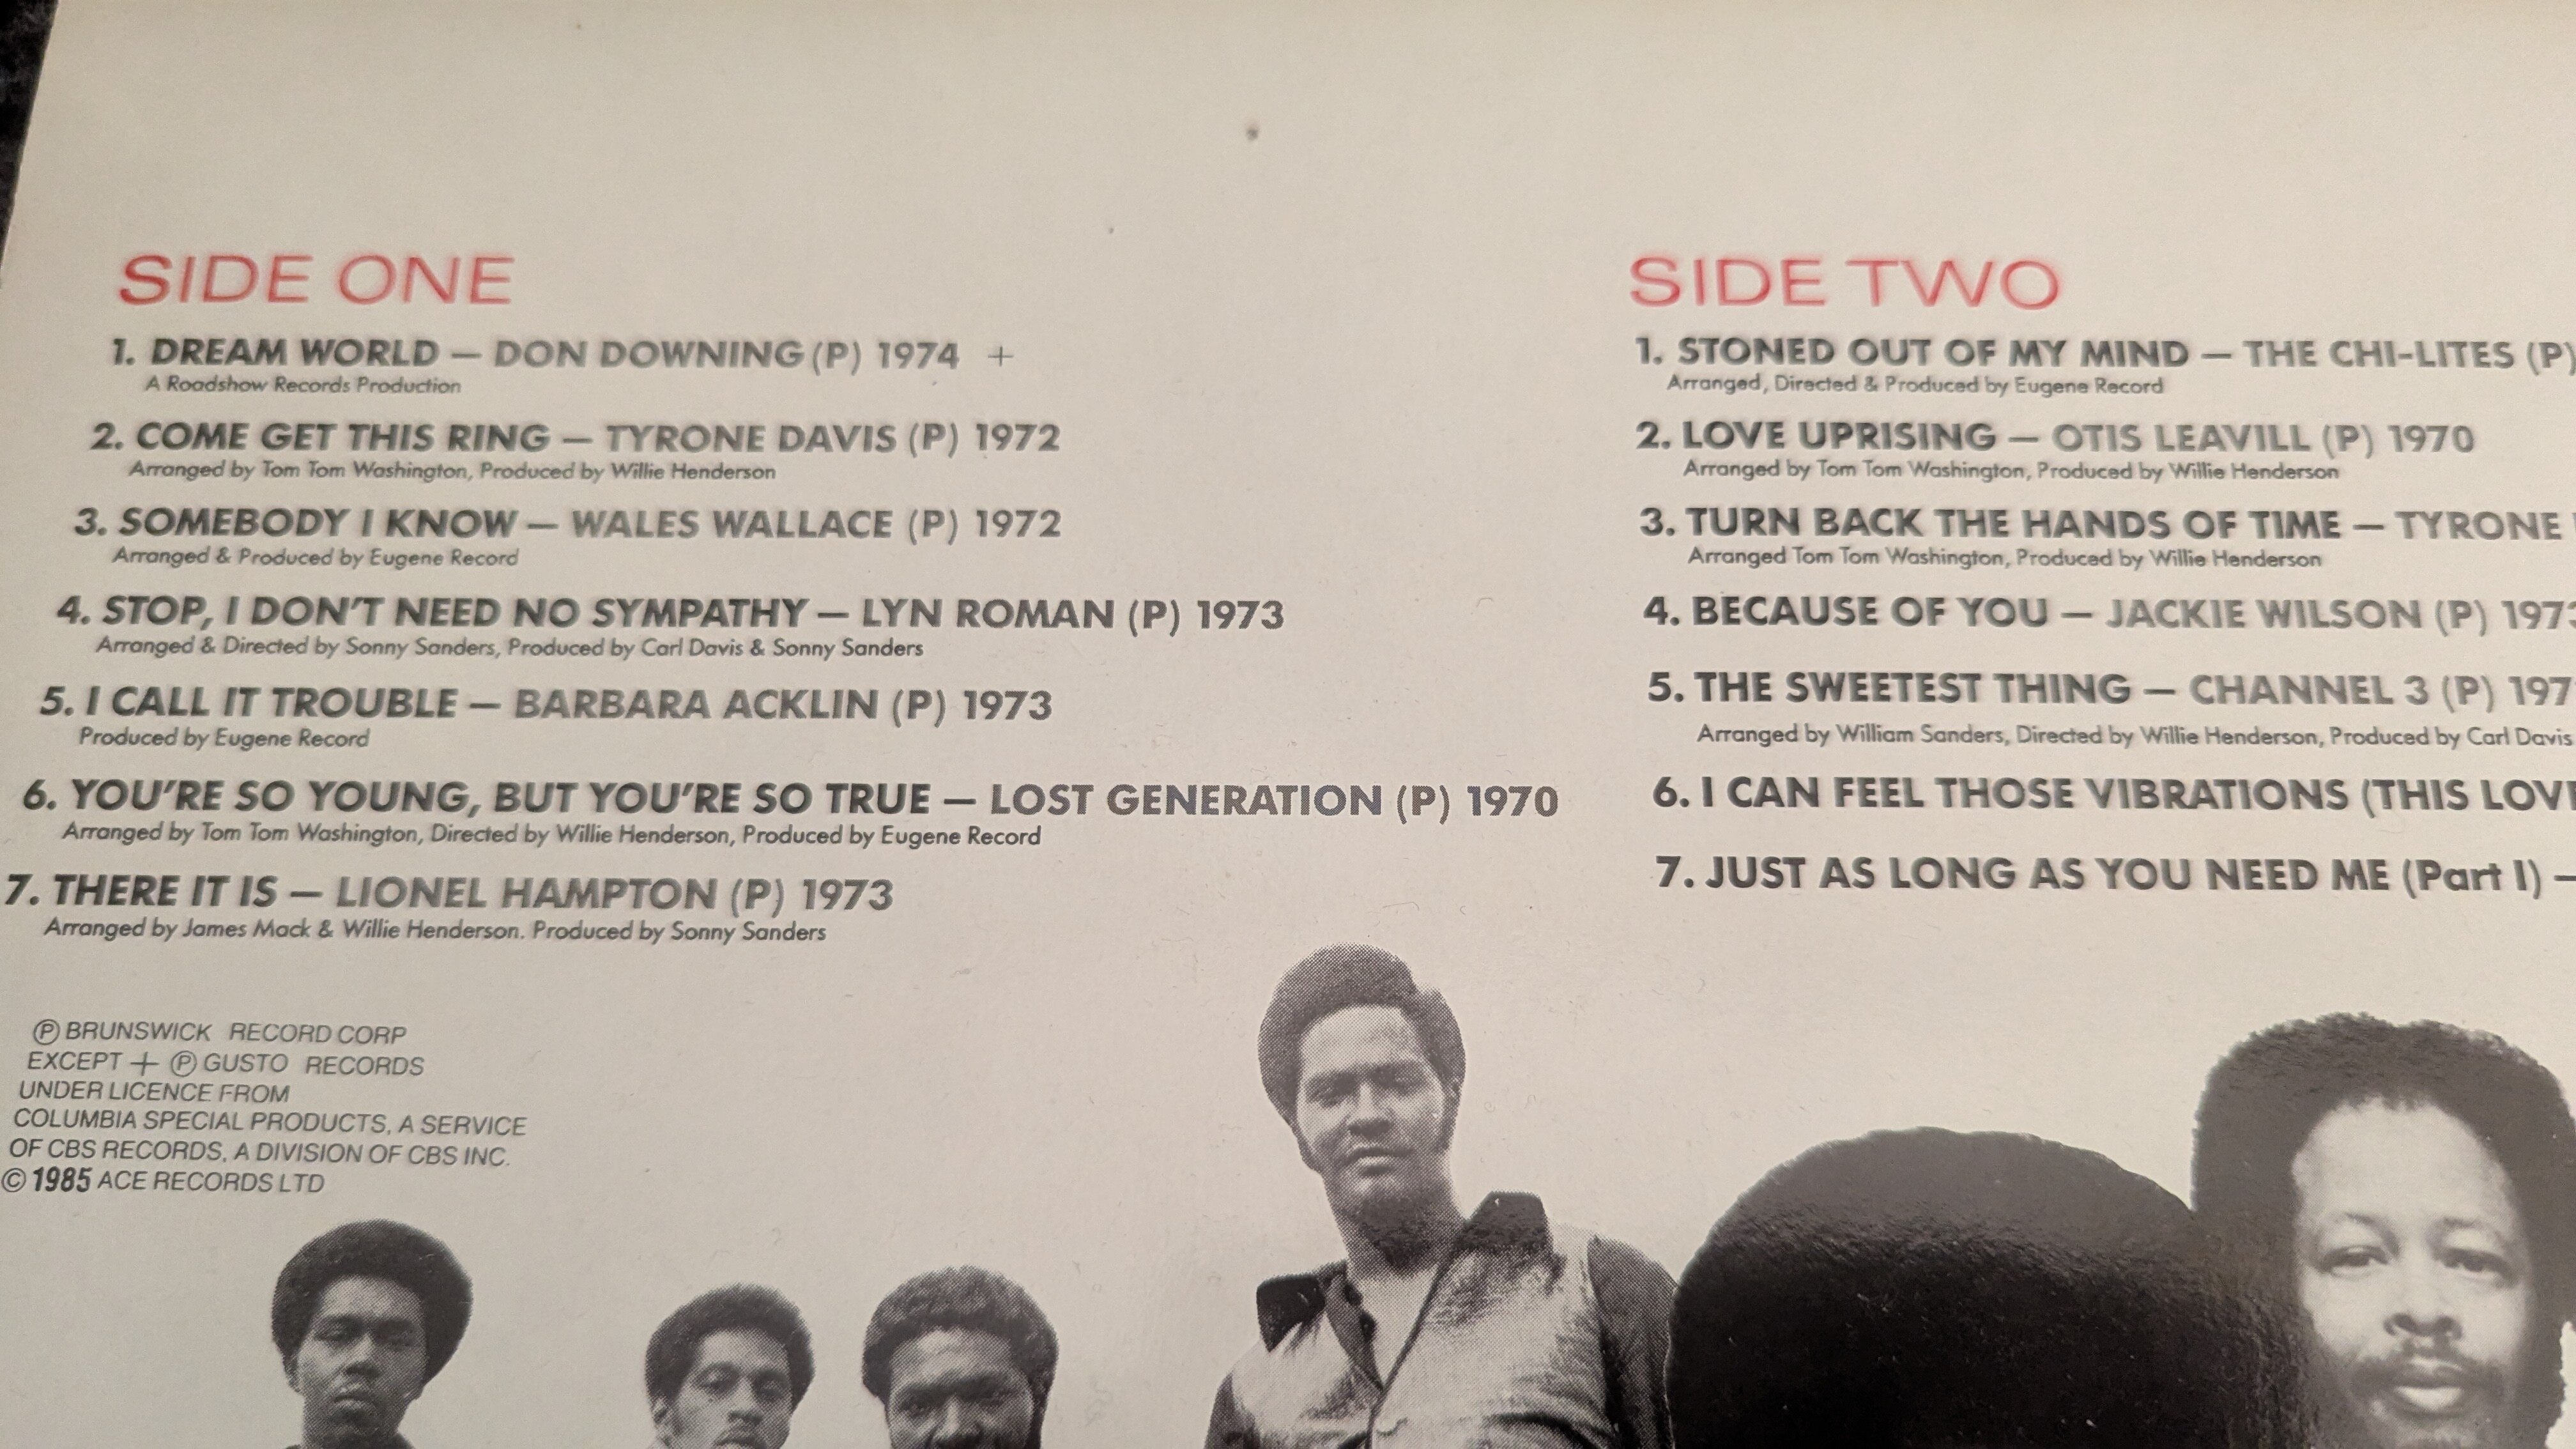 SIDE ONE
1. DREAM WORLD — DON DOWNING (P) 1974 +
A Roadshow Records Production
2. COME GET THIS RING — TYRONE DAVIS (P) 1972
Arranged by Tom Tom Washington, Produced by Willie Henderson
3. SOMEBODY I KNOW — WALES WALLACE (P) 1972
Arranged & Produced by Eugene Record
4. STOP, I DON'T NEED NO SYMPATHY — LYN ROMAN (P) 1973
Arranged & Directed by Sonny Sanders, Produced by Carl Davis & Sonny Sanders
5. I CALL IT TROUBLE — BARBARA ACKLIN (P) 1973
Produced by Eugene Record
6. YOU'RE SO YOUNG, BUT YOU'RE SO TRUE — LOST GENERATION (P) 1970
Arranged by Tom Tom Washington, Directed by Willie Henderson, Produced by Eugene Record
7. THERE IT IS — LIONEL HAMPTON (P) 1973
Arranged by James Mack & Willie Henderson. Produced by Sonny Sanders
Ⓟ BRUNSWICK RECORD CORP
EXCEPT + Ⓟ GUSTO RECORDS
UNDER LICENCE FROM
COLUMBIA SPECIAL PRODUCTS, A SERVICE
OF CBS RECORDS, A DIVISION OF CBS INC.
© 1985 ACE RECORDS LTD
SIDE TWO
1. STONED OUT OF MY MIND — THE CHI-LITES (P)
Arranged, Directed & Produced by Eugene Record
2. LOVE UPRISING — OTIS LEAVILL (P) 1970
Arranged by Tom Tom Washington, Produced by Willie Henderson
3. TURN BACK THE HANDS OF TIME — TYRONE
Arranged Tom Tom Washington, Produced by Willie Henderson
4. BECAUSE OF YOU — JACKIE WILSON (P) 1973
5. THE SWEETEST THING — CHANNEL 3 (P) 197
Arranged by William Sanders, Directed by Willie Henderson, Produced by Carl Davis
6. I CAN FEEL THOSE VIBRATIONS (THIS LOVE
7. JUST AS LONG AS YOU NEED ME (Part I) —